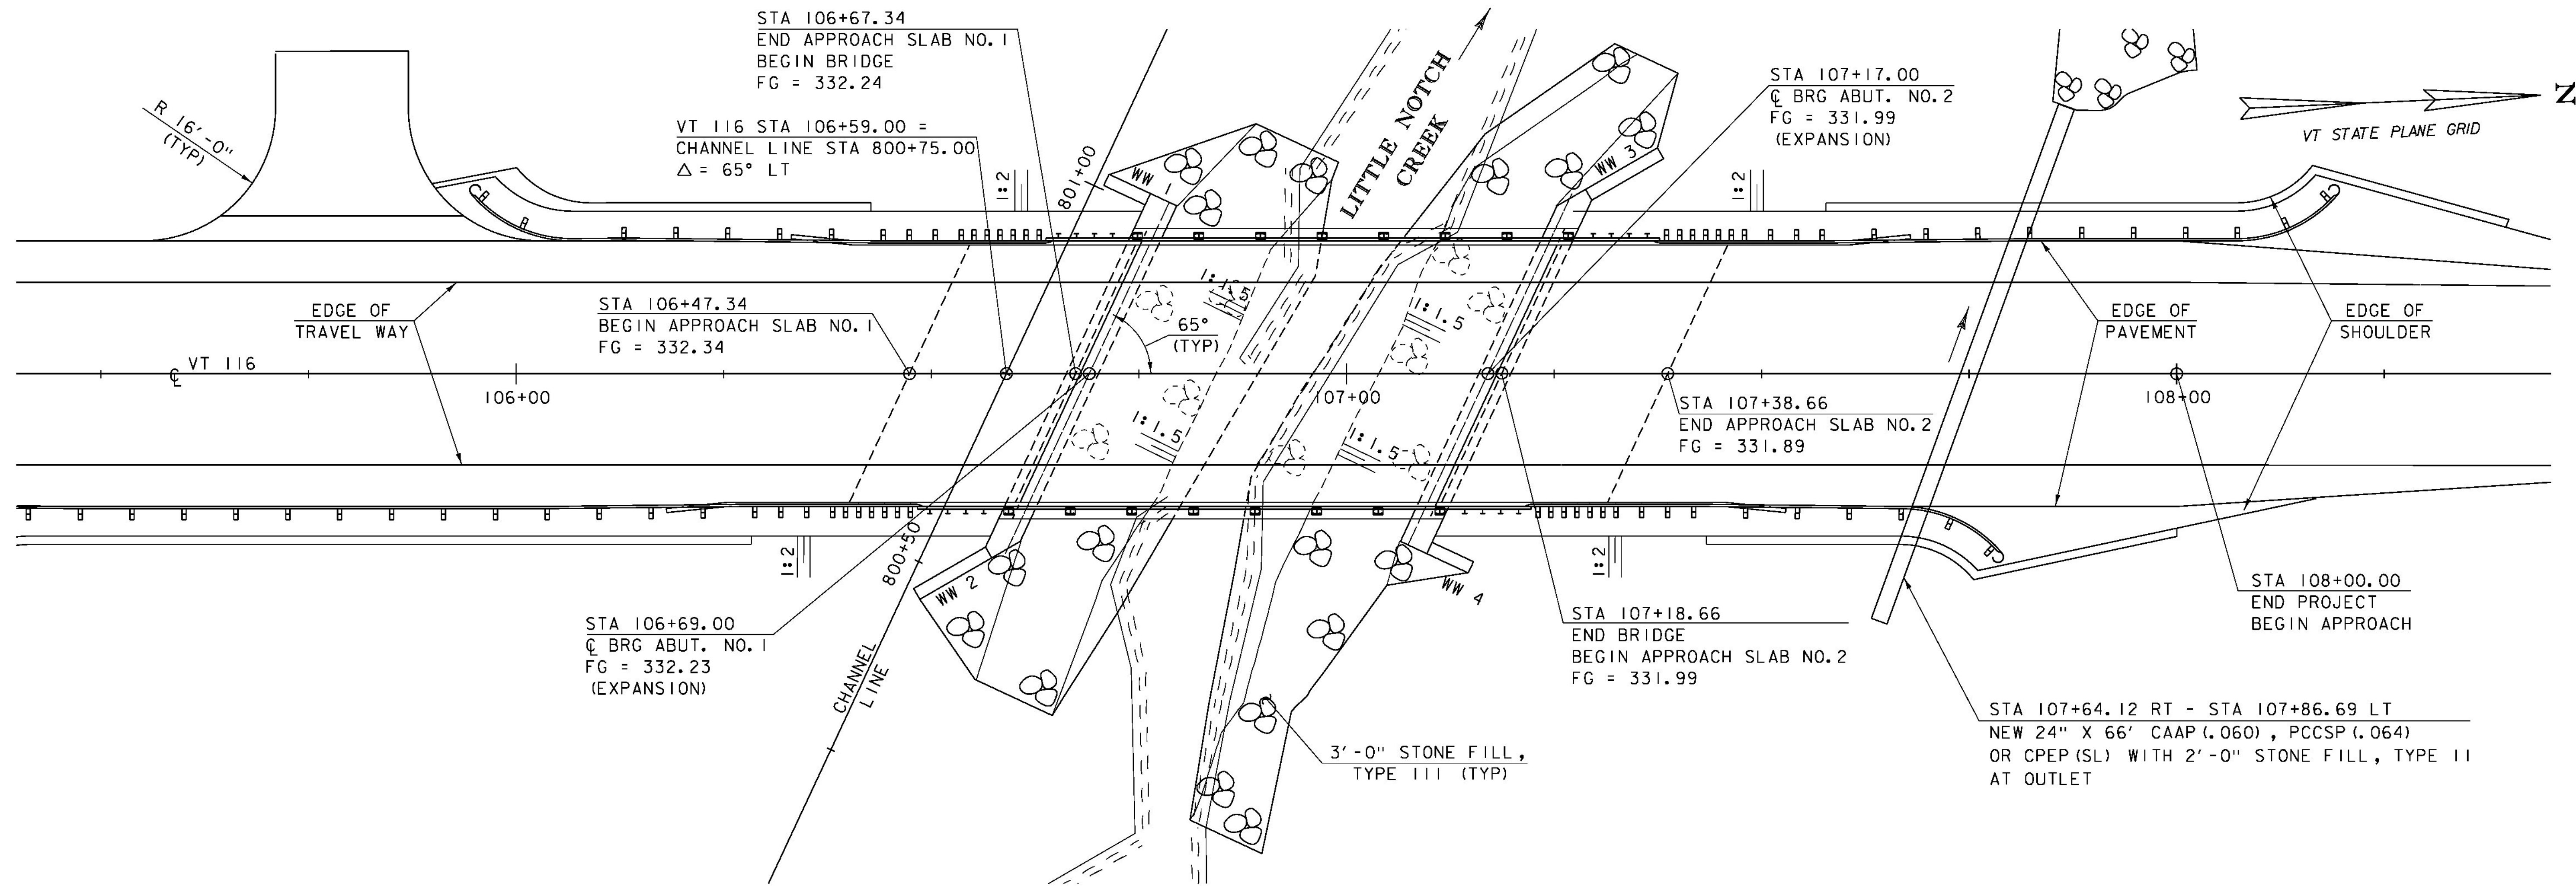 STA 106+67.34
END APPROACH SLAB NO. 1
BEGIN BRIDGE
FG = 332.24
VT 116 STA 106+59.00 =
CHANNEL LINE STA 800+75.00
Δ = 65° LT
R 16'-0"
(TYP)
1:2
801+00
WW
LITTLE NOTCH
CREEK
WW 3
STA 107+17.00
℄ BRG ABUT. NO. 2
FG = 331.99
(EXPANSION)
1:2
N
VT STATE PLANE GRID
EDGE OF
TRAVEL WAY
STA 106+47.34
BEGIN APPROACH SLAB NO. 1
FG = 332.34
65°
(TYP)
1:1.5
1:1.5
EDGE OF
PAVEMENT
EDGE OF
SHOULDER
℄ VT 116
106+00
107+00
108+00
STA 107+38.66
END APPROACH SLAB NO. 2
FG = 331.89
1:1.5
1:1.5
1:2
800+50
WW 2
WW 4
1:2
STA 106+69.00
℄ BRG ABUT. NO. 1
FG = 332.23
(EXPANSION)
CHANNEL
LINE
STA 107+18.66
END BRIDGE
BEGIN APPROACH SLAB NO. 2
FG = 331.99
STA 108+00.00
END PROJECT
BEGIN APPROACH
3'-0" STONE FILL,
TYPE III (TYP)
STA 107+64.12 RT - STA 107+86.69 LT
NEW 24" X 66' CAAP (.060), PCCSP (.064)
OR CPEP (SL) WITH 2'-0" STONE FILL, TYPE II
AT OUTLET